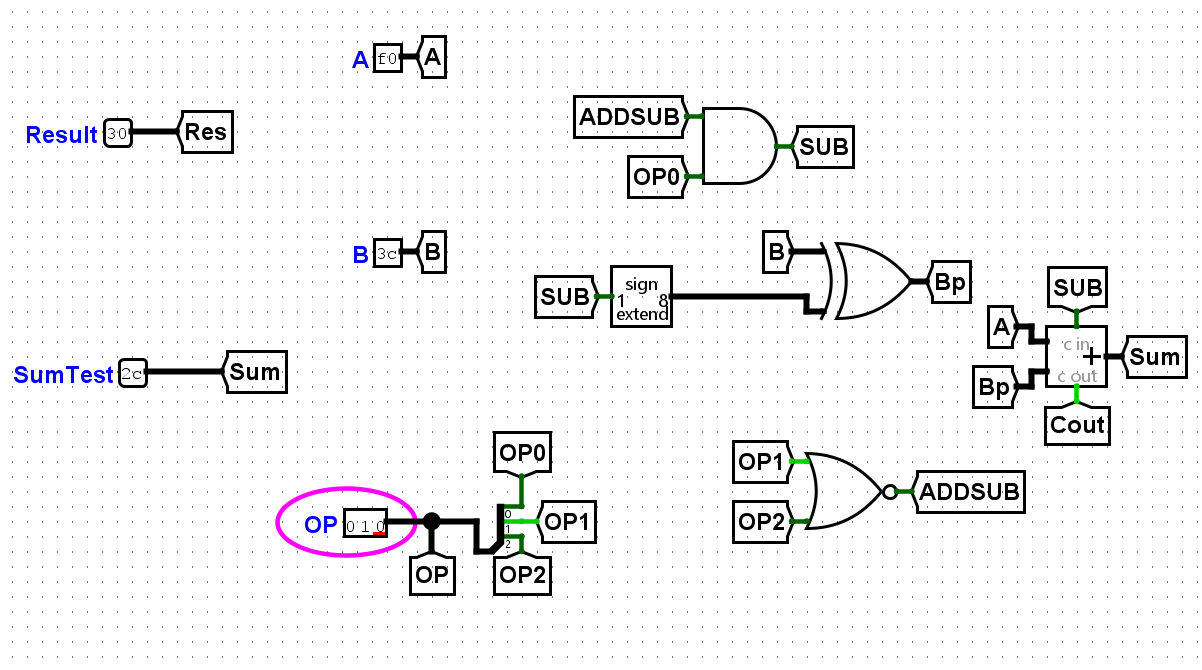 A f0 A
ADDSUB
Result 30 Res
SUB
OP0
B 3c B
B
SUB sign 1 8 extend
Bp
SUB
A
c in
+
Sum
c out
Bp
Cout
SumTest 2c Sum
OP0
OP1
ADDSUB
OP2
OP 010
0
OP1
1
2
OP
OP2